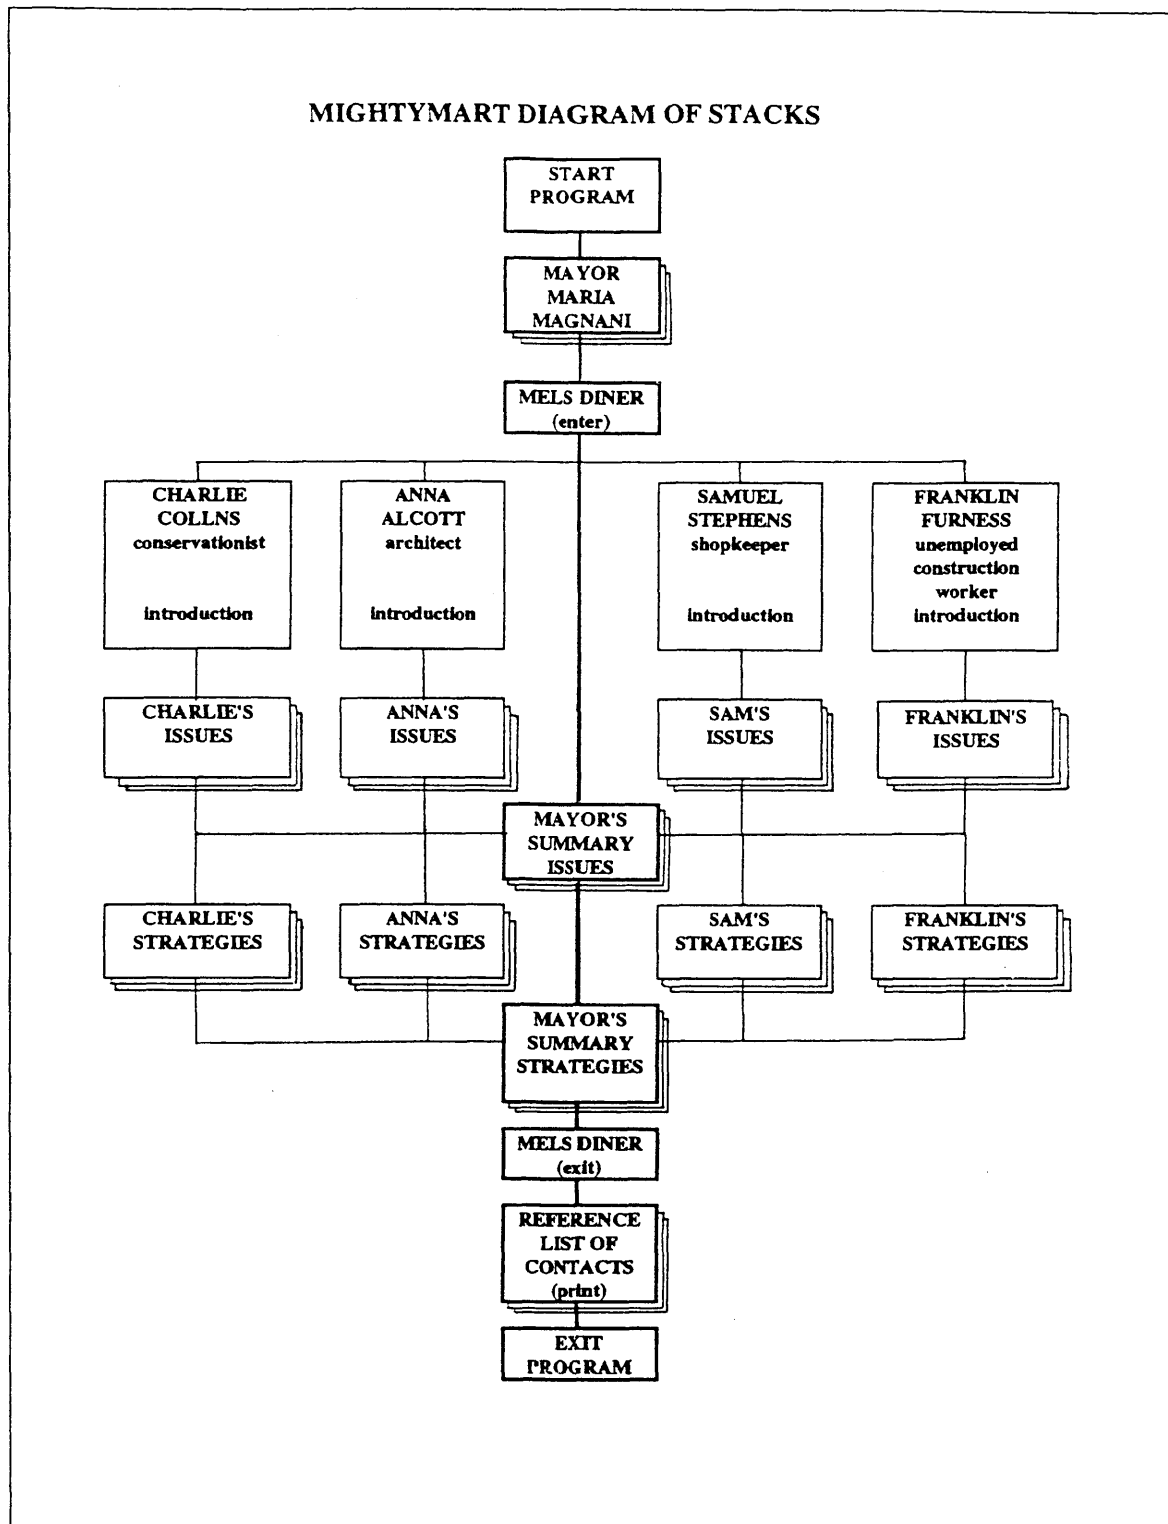 MIGHTYMART DIAGRAM OF STACKS
START
PROGRAM
MAYOR
MARIA
MAGNANI
MELS DINER
(enter)
CHARLIE
COLLNS
conservationist
introduction
ANNA
ALCOTT
architect
introduction
SAMUEL
STEPHENS
shopkeeper
introduction
FRANKLIN
FURNESS
unemployed
construction
worker
introduction
CHARLIE'S
ISSUES
ANNA'S
ISSUES
SAM'S
ISSUES
FRANKLIN'S
ISSUES
MAYOR'S
SUMMARY
ISSUES
CHARLIE'S
STRATEGIES
ANNA'S
STRATEGIES
SAM'S
STRATEGIES
FRANKLIN'S
STRATEGIES
MAYOR'S
SUMMARY
STRATEGIES
MELS DINER
(exit)
REFERENCE
LIST OF
CONTACTS
(print)
EXIT
PROGRAM